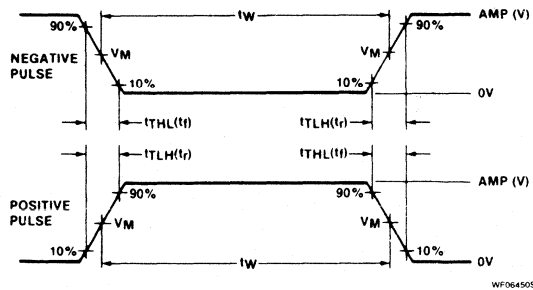 tW
AMP (V)
90%
90%
NEGATIVE
PULSE
VM
VM
10%
10%
0V
tTHL(tf)
tTLH(tr)
tTLH(tr)
tTHL(tf)
AMP (V)
90%
90%
POSITIVE
PULSE
VM
VM
10%
10%
tW
0V
WF06450S